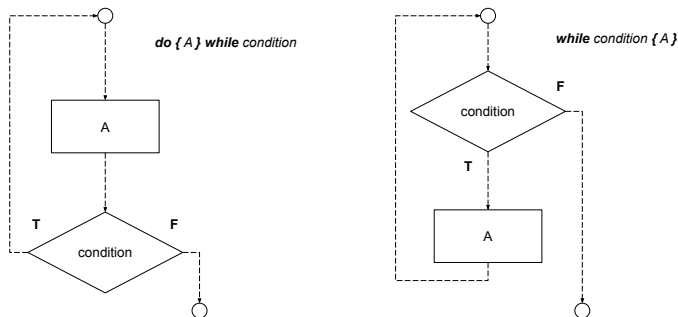 do { A } while condition
A
T
F
condition
while condition { A }
F
condition
T
A